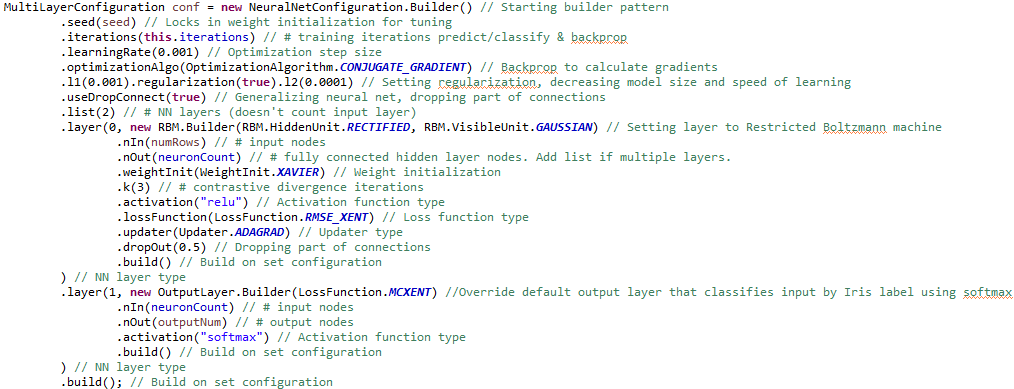 MultiLayerConfiguration conf = new NeuralNetConfiguration.Builder() // Starting builder pattern
.seed(seed) // Locks in weight initialization for tuning
.iterations(this.iterations) // # training iterations predict/classify & backprop
.learningRate(0.001) // Optimization step size
.optimizationAlgo(OptimizationAlgorithm.CONJUGATE_GRADIENT) // Backprop to calculate gradients
.l1(0.001).regularization(true).l2(0.0001) // Setting regularization, decreasing model size and speed of learning
.useDropConnect(true) // Generalizing neural net, dropping part of connections
.list(2) // # NN layers (doesn't count input layer)
.layer(0, new RBM.Builder(RBM.HiddenUnit.RECTIFIED, RBM.VisibleUnit.GAUSSIAN) // Setting layer to Restricted Boltzmann machine
.nIn(numRows) // # input nodes
.nOut(neuronCount) // # fully connected hidden layer nodes. Add list if multiple layers.
.weightInit(WeightInit.XAVIER) // Weight initialization
.k(3) // # contrastive divergence iterations
.activation("relu") // Activation function type
.lossFunction(LossFunction.RMSE_XENT) // Loss function type
.updater(Updater.ADAGRAD) // Updater type
.dropOut(0.5) // Dropping part of connections
.build() // Build on set configuration
) // NN layer type
.layer(1, new OutputLayer.Builder(LossFunction.MCXENT) //Override default output layer that classifies input by Iris label using softmax
.nIn(neuronCount) // # input nodes
.nOut(outputNum) // # output nodes
.activation("softmax") // Activation function type
.build() // Build on set configuration
) // NN layer type
.build(); // Build on set configuration